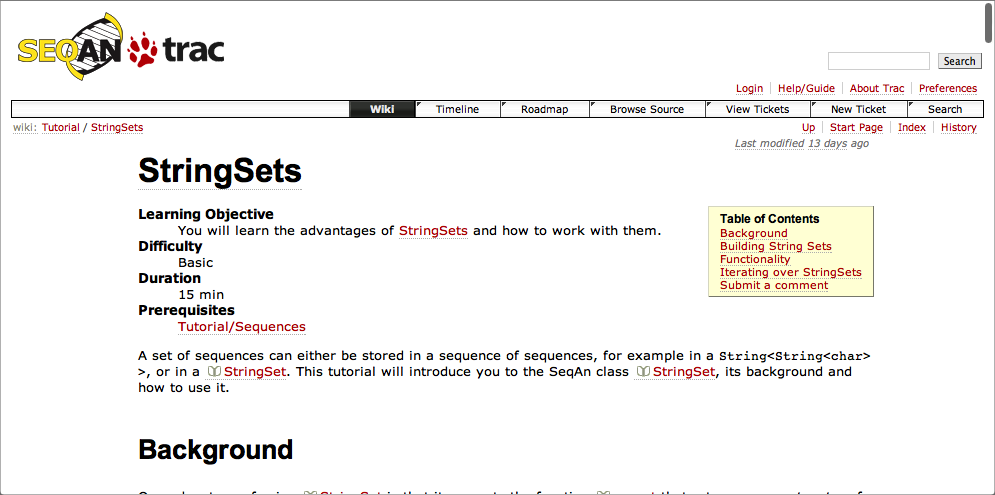 SEQAN trac
Search
Login Help/Guide About Trac Preferences
Wiki Timeline Roadmap Browse Source View Tickets New Ticket Search
wiki: Tutorial / StringSets
Up Start Page Index History
Last modified 13 days ago
StringSets
Learning Objective
You will learn the advantages of StringSets and how to work with them.
Difficulty
Basic
Duration
15 min
Prerequisites
Tutorial/Sequences
Table of Contents
Background
Building String Sets
Functionality
Iterating over StringSets
Submit a comment
A set of sequences can either be stored in a sequence of sequences, for example in a String<String<char>
>, or in a StringSet. This tutorial will introduce you to the SeqAn class StringSet, its background and
how to use it.
Background